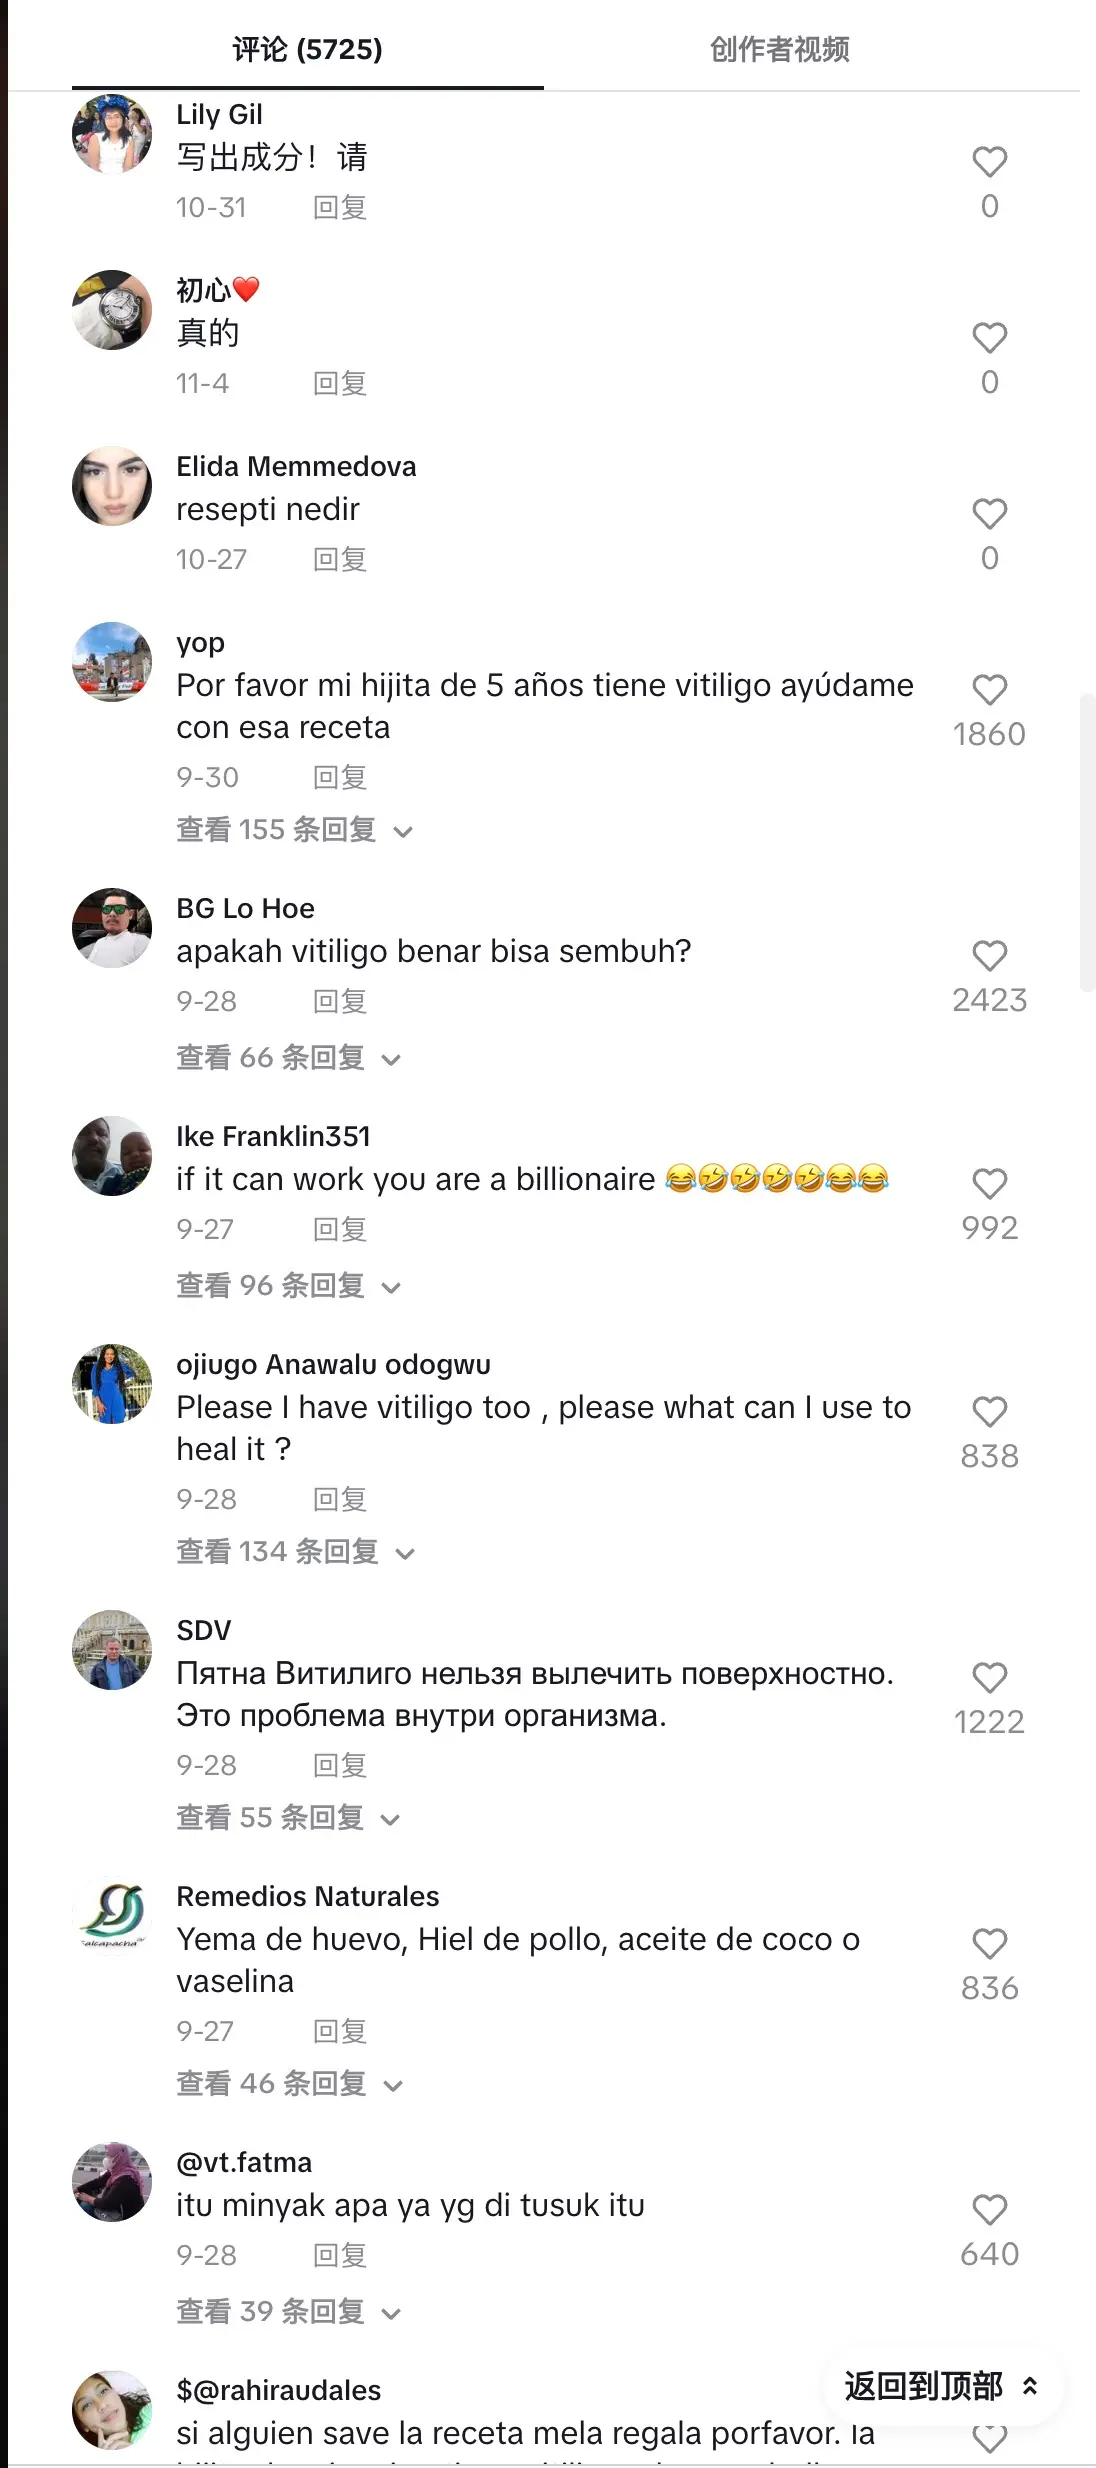 评论 (5725)
创作者视频
Lily Gil
写出成分！请
0
10-31 回复
初心❤️
真的
0
11-4 回复
Elida Memmedova
resepti nedir
0
10-27 回复
yop
Por favor mi hijita de 5 años tiene vitiligo ayúdame
con esa receta
1860
9-30 回复
查看 155 条回复
BG Lo Hoe
apakah vitiligo benar bisa sembuh?
2423
9-28 回复
查看 66 条回复
Ike Franklin351
if it can work you are a billionaire 😂🤣🤣🤣🤣😂😂
992
9-27 回复
查看 96 条回复
ojiugo Anawalu odogwu
Please I have vitiligo too , please what can I use to
heal it ?
838
9-28 回复
查看 134 条回复
SDV
Пятна Витилиго нельзя вылечить поверхностно.
Это проблема внутри организма.
1222
9-28 回复
查看 55 条回复
Remedios Naturales
Yema de huevo, Hiel de pollo, aceite de coco o
vaselina
836
9-27 回复
查看 46 条回复
@vt.fatma
itu minyak apa ya yg di tusuk itu
640
9-28 回复
查看 39 条回复
$@rahiraudales
返回到顶部
si alguien save la receta mela regala porfavor. la